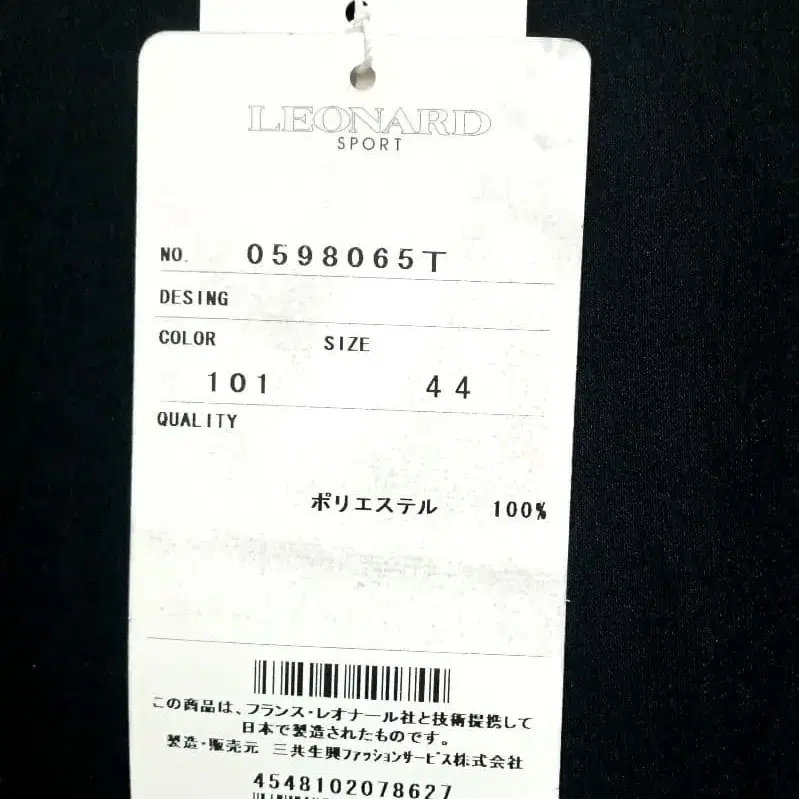 LEONARD
SPORT
NO. 0598065T
DESING
COLOR SIZE
101 44
QUALITY
ポリエステル 100%
この商品は、フランス・レオナール社と技術提携して
日本で製造されたものです。
製造・販売元 三共生興ファッションサービス株式会社
4548102078627